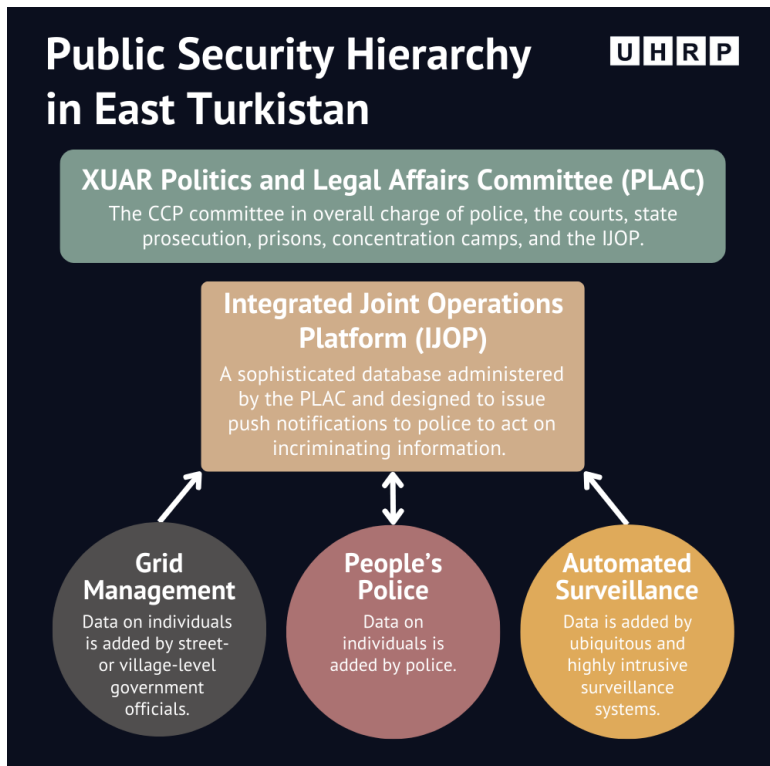 Public Security Hierarchy
in East Turkistan
UHRP
XUAR Politics and Legal Affairs Committee (PLAC)
The CCP committee in overall charge of police, the courts, state
prosecution, prisons, concentration camps, and the IJOP.
Integrated Joint Operations
Platform (IJOP)
A sophisticated database administered
by the PLAC and designed to issue
push notifications to police to act on
incriminating information.
Grid
Management
Data on individuals
is added by street-
or village-level
government
officials.
People’s
Police
Data on
individuals is
added by police.
Automated
Surveillance
Data is added by
ubiquitous and
highly intrusive
surveillance
systems.